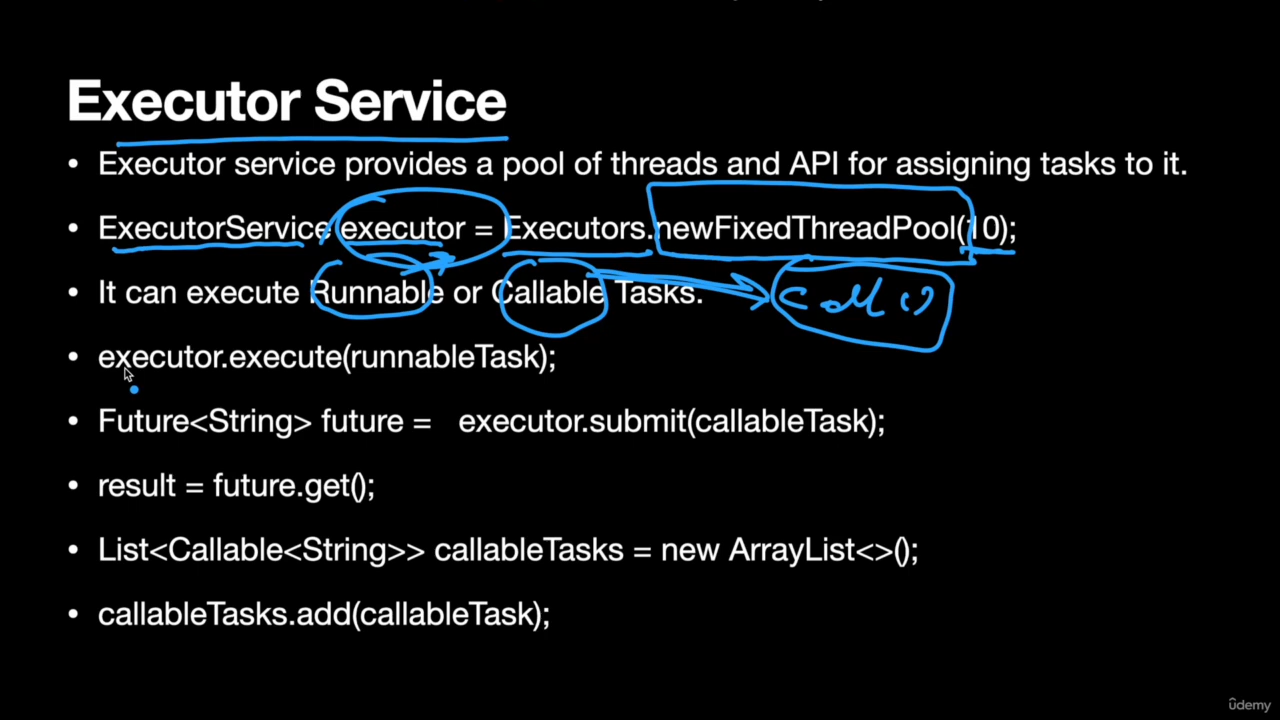 Executor Service
• Executor service provides a pool of threads and API for assigning tasks to it.
• ExecutorService executor = Executors.newFixedThreadPool(10);
• It can execute Runnable or Callable Tasks. call()
• executor.execute(runnableTask);
• Future<String> future = executor.submit(callableTask);
• result = future.get();
• List<Callable<String>> callableTasks = new ArrayList<>();
• callableTasks.add(callableTask);
ûdemy